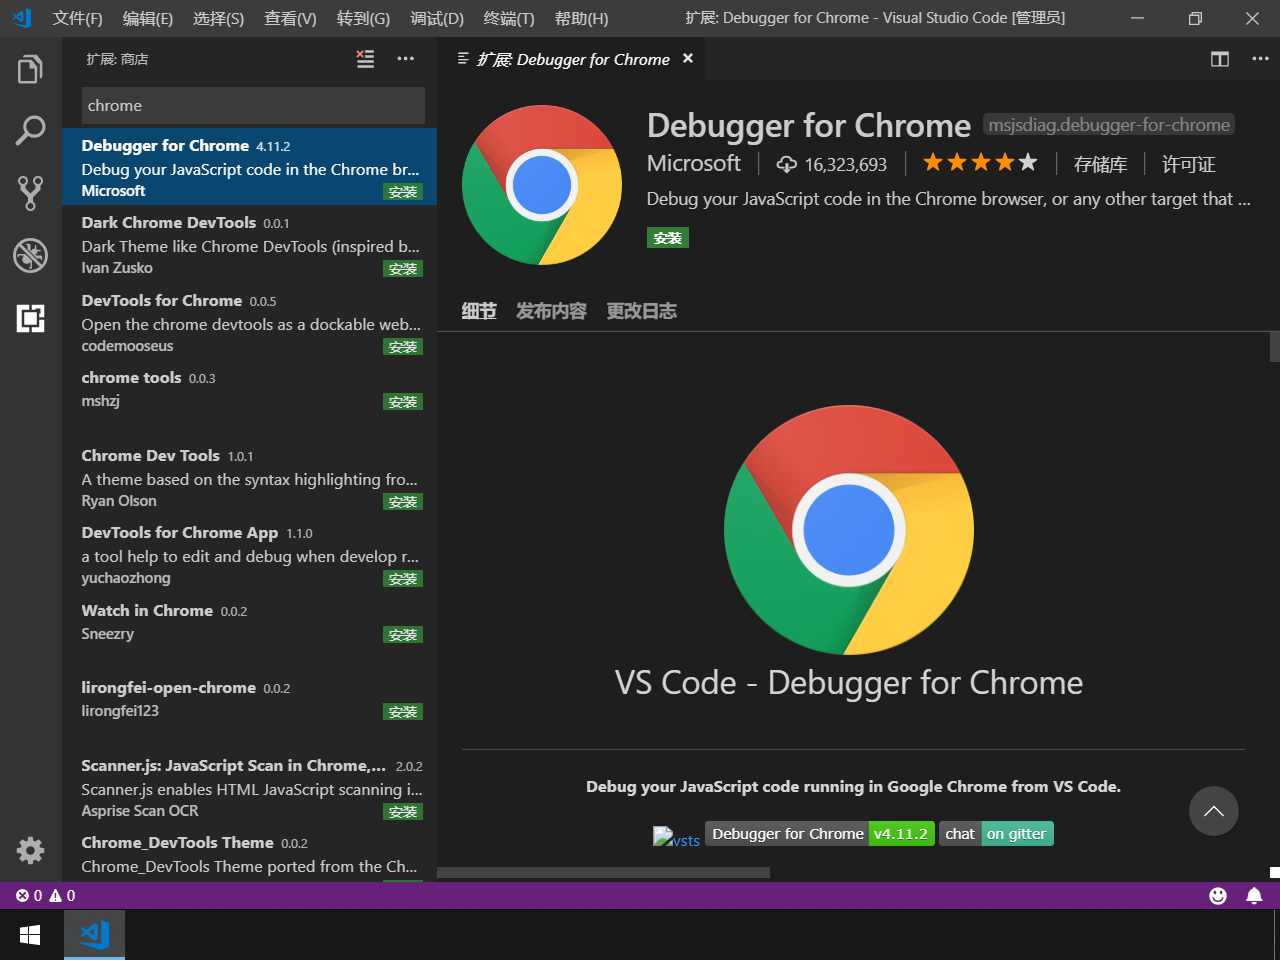 文件(F) 编辑(E) 选择(S) 查看(V) 转到(G) 调试(D) 终端(T) 帮助(H) 扩展: Debugger for Chrome - Visual Studio Code [管理员]
扩展: 商店
扩展: Debugger for Chrome
chrome
Debugger for Chrome 4.11.2
Debug your JavaScript code in the Chrome br...
Microsoft 安装
Dark Chrome DevTools 0.0.1
Dark Theme like Chrome DevTools (inspired b...
Ivan Zusko 安装
DevTools for Chrome 0.0.5
Open the chrome devtools as a dockable web...
codemooseus 安装
chrome tools 0.0.3
mshzj 安装
Chrome Dev Tools 1.0.1
A theme based on the syntax highlighting fro...
Ryan Olson 安装
DevTools for Chrome App 1.1.0
a tool help to edit and debug when develop r...
yuchaozhong 安装
Watch in Chrome 0.0.2
Sneezry 安装
lirongfei-open-chrome 0.0.2
lirongfei123 安装
Scanner.js: JavaScript Scan in Chrome,... 2.0.2
Scanner.js enables HTML JavaScript scanning i...
Asprise Scan OCR 安装
Chrome_DevTools Theme 0.0.2
Chrome_DevTools Theme ported from the Ch...
Debugger for Chrome msjsdiag.debugger-for-chrome
Microsoft 16,323,693 存储库 许可证
Debug your JavaScript code in the Chrome browser, or any other target that ...
安装
细节 发布内容 更改日志
VS Code - Debugger for Chrome
Debug your JavaScript code running in Google Chrome from VS Code.
vsts Debugger for Chrome v4.11.2 chat on gitter
0 0